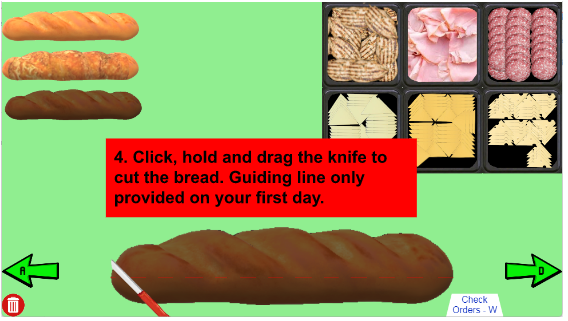 4. Click, hold and drag the knife to
cut the bread. Guiding line only
provided on your first day.
A
D
Check
Orders - W